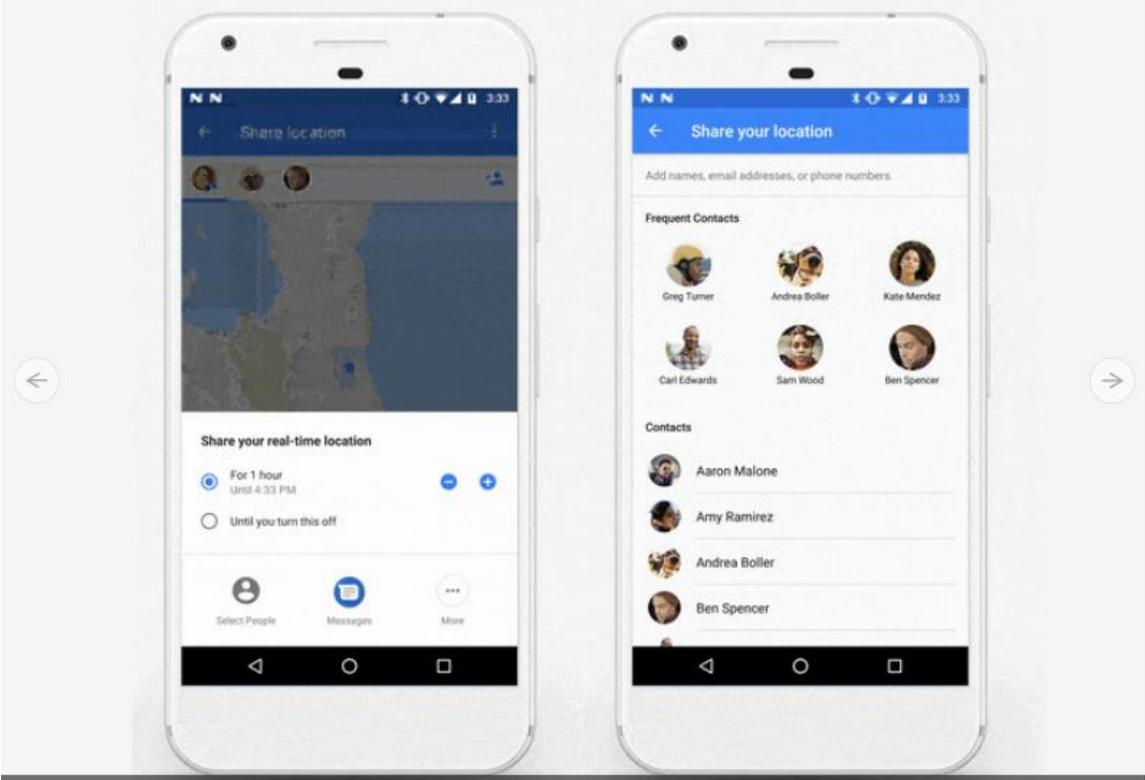 3:33
Share location
Share your real-time location
For 1 hour
Until 4:33 PM
Until you turn this off
Select People
Messages
More
3:33
Share your location
Add names, email addresses, or phone numbers
Frequent Contacts
Greg Turner
Andrea Boller
Kate Mendez
Carl Edwards
Sam Wood
Ben Spencer
Contacts
Aaron Malone
Amy Ramirez
Andrea Boller
Ben Spencer